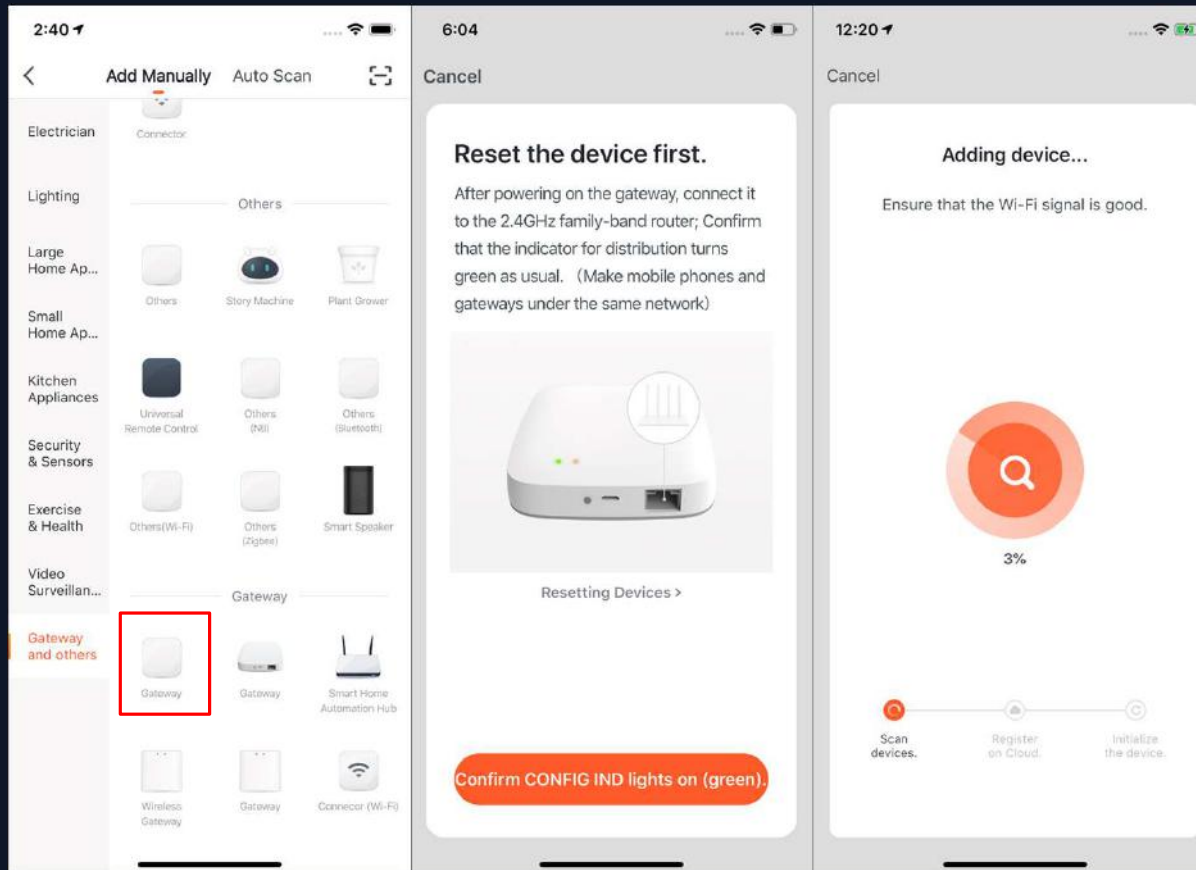 2:40
Add Manually Auto Scan
Electrician
Lighting
Large
Home Ap...
Small
Home Ap...
Kitchen
Appliances
Security
& Sensors
Exercise
& Health
Video
Surveillan...
Gateway
and others
Connector
Others
Others
Story Machine
Plant Grower
Universal
Remote Control
Others
(NB)
Others
(Bluetooth)
Others(Wi-Fi)
Others
(Zigbee)
Smart Speaker
Gateway
Gateway
Gateway
Smart Home
Automation Hub
Wireless
Gateway
Gateway
Connecor (Wi-Fi)
6:04
Cancel
Reset the device first.
After powering on the gateway, connect it
to the 2.4GHz family-band router; Confirm
that the indicator for distribution turns
green as usual. （Make mobile phones and
gateways under the same network）
Resetting Devices >
Confirm CONFIG IND lights on (green).
12:20
Cancel
Adding device...
Ensure that the Wi-Fi signal is good.
3%
Scan
devices.
Register
on Cloud.
Initialize
the device.